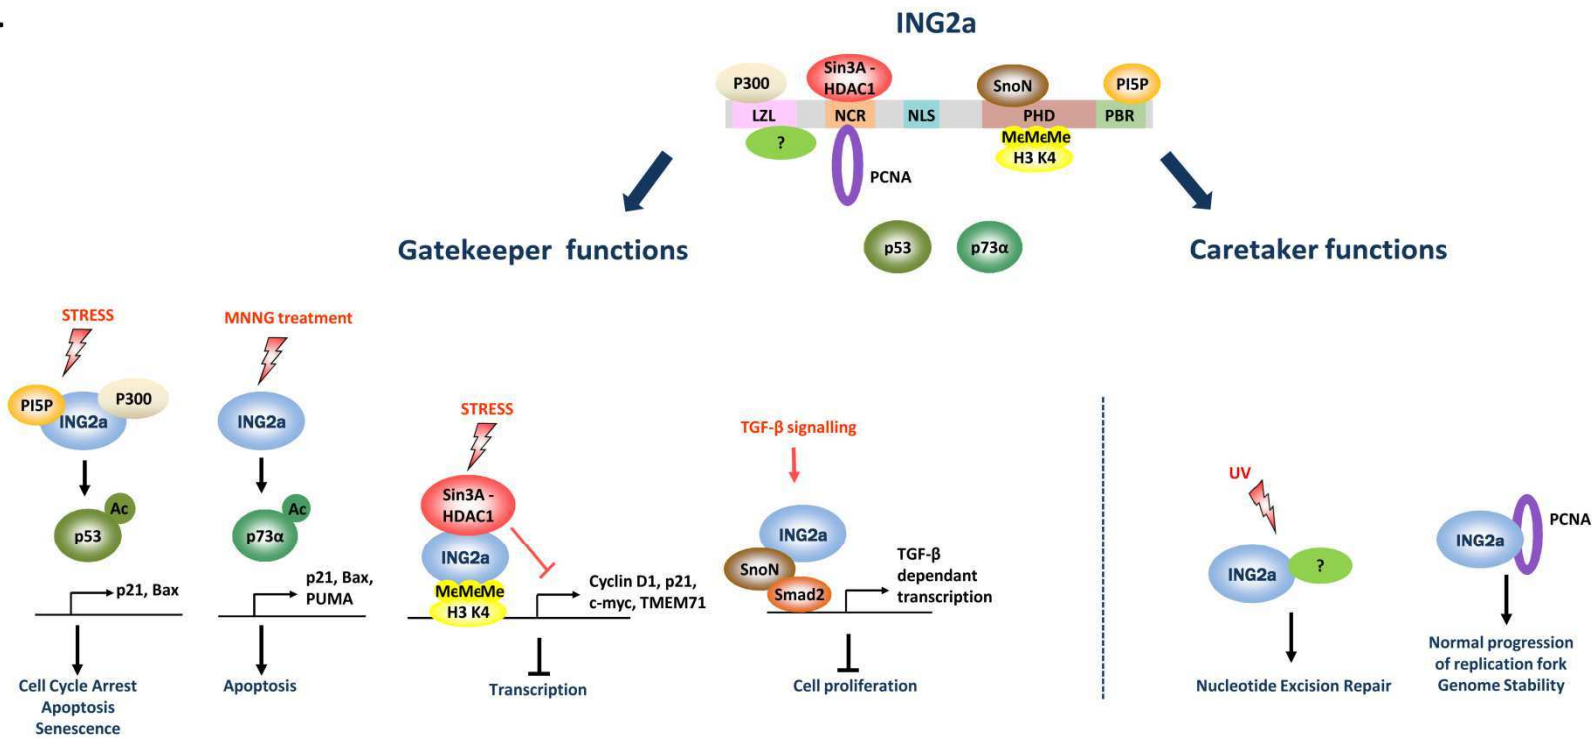 ING2a
P300
Sin3A -
HDAC1
SnoN
PI5P
LZL
NCR
NLS
PHD
PBR
?
MeMeMe
H3 K4
PCNA
p53
p73α
Gatekeeper functions
Caretaker functions
STRESS
PI5P
P300
ING2a
Ac
p53
p21, Bax
Cell Cycle Arrest
Apoptosis
Senescence
MNNG treatment
ING2a
Ac
p73α
p21, Bax,
PUMA
Apoptosis
STRESS
Sin3A -
HDAC1
ING2a
MeMeMe
H3 K4
Cyclin D1, p21,
c-myc, TMEM71
Transcription
TGF-β signalling
ING2a
SnoN
Smad2
TGF-β
dependant
transcription
Cell proliferation
UV
ING2a
?
Nucleotide Excision Repair
ING2a
PCNA
Normal progression
of replication fork
Genome Stability